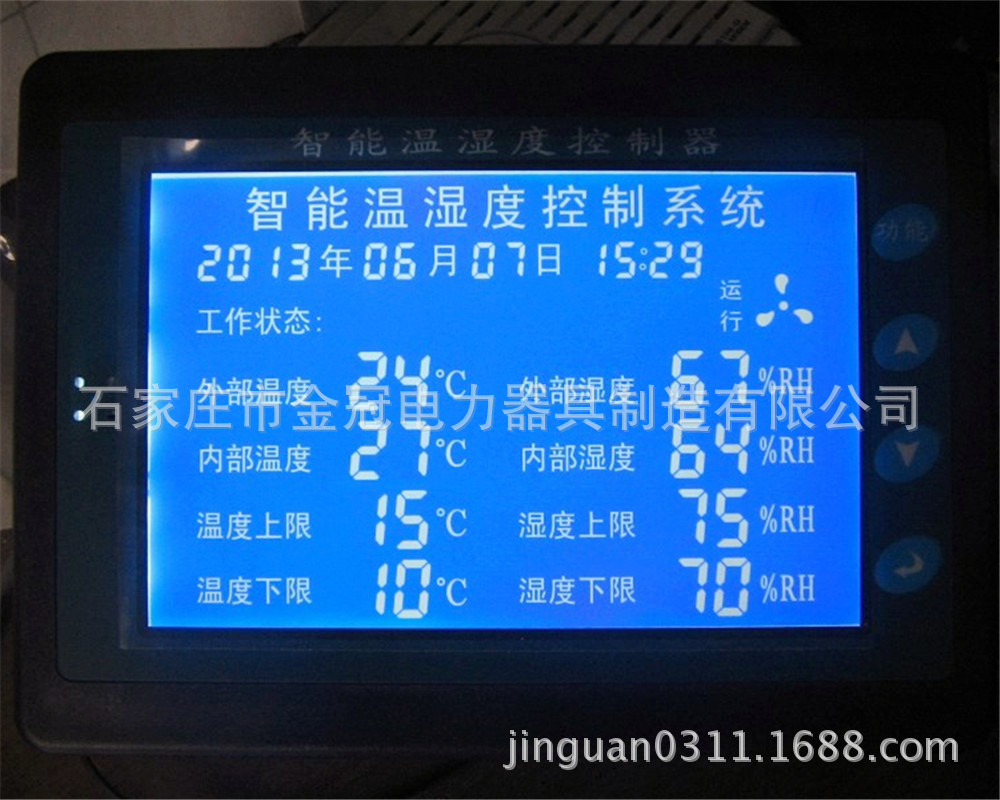 智能温湿度控制器
智能温湿度控制系统
2013年06月07日 15:29
功能
运行
工作状态:
外部温度 24℃ 外部湿度 67%RH
石家庄市金冠电力器具制造有限公司
内部温度 27℃ 内部湿度 64%RH
温度上限 15℃ 湿度上限 75%RH
温度下限 10℃ 湿度下限 70%RH
jinguan0311.1688.com